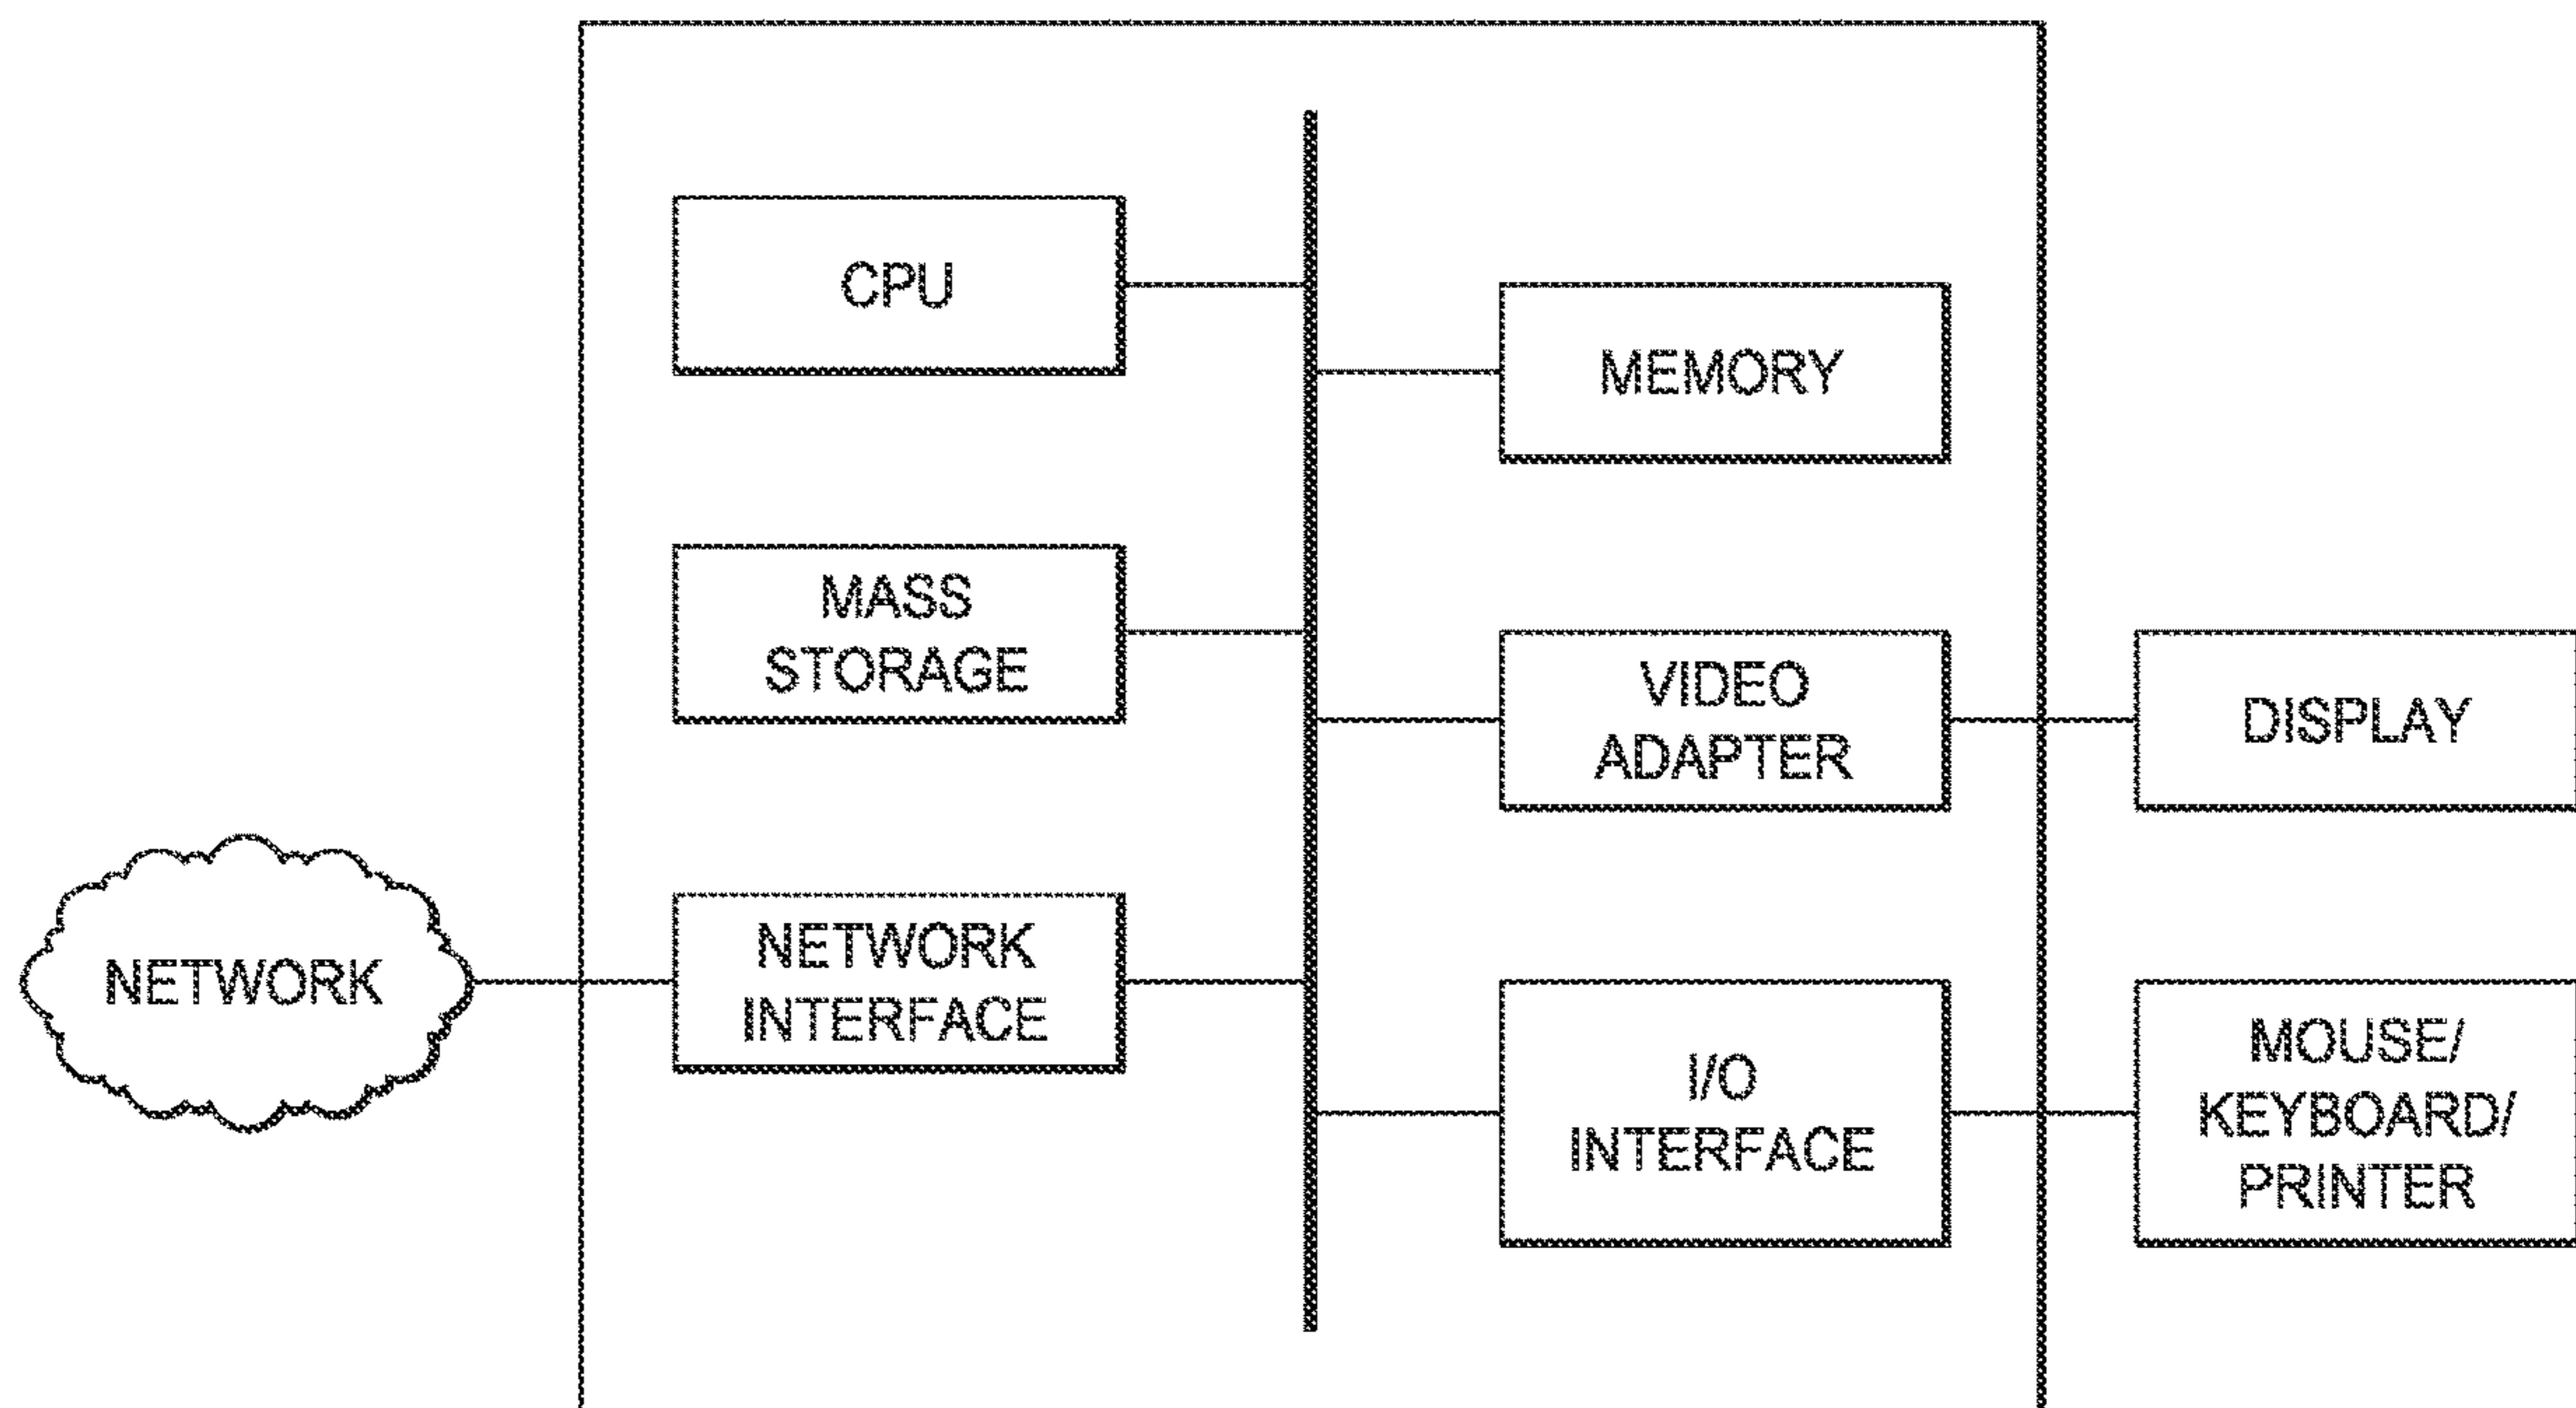 CPU
MEMORY
MASS
STORAGE
VIDEO
ADAPTER
DISPLAY
NETWORK
NETWORK
INTERFACE
I/O
INTERFACE
MOUSE/
KEYBOARD/
PRINTER